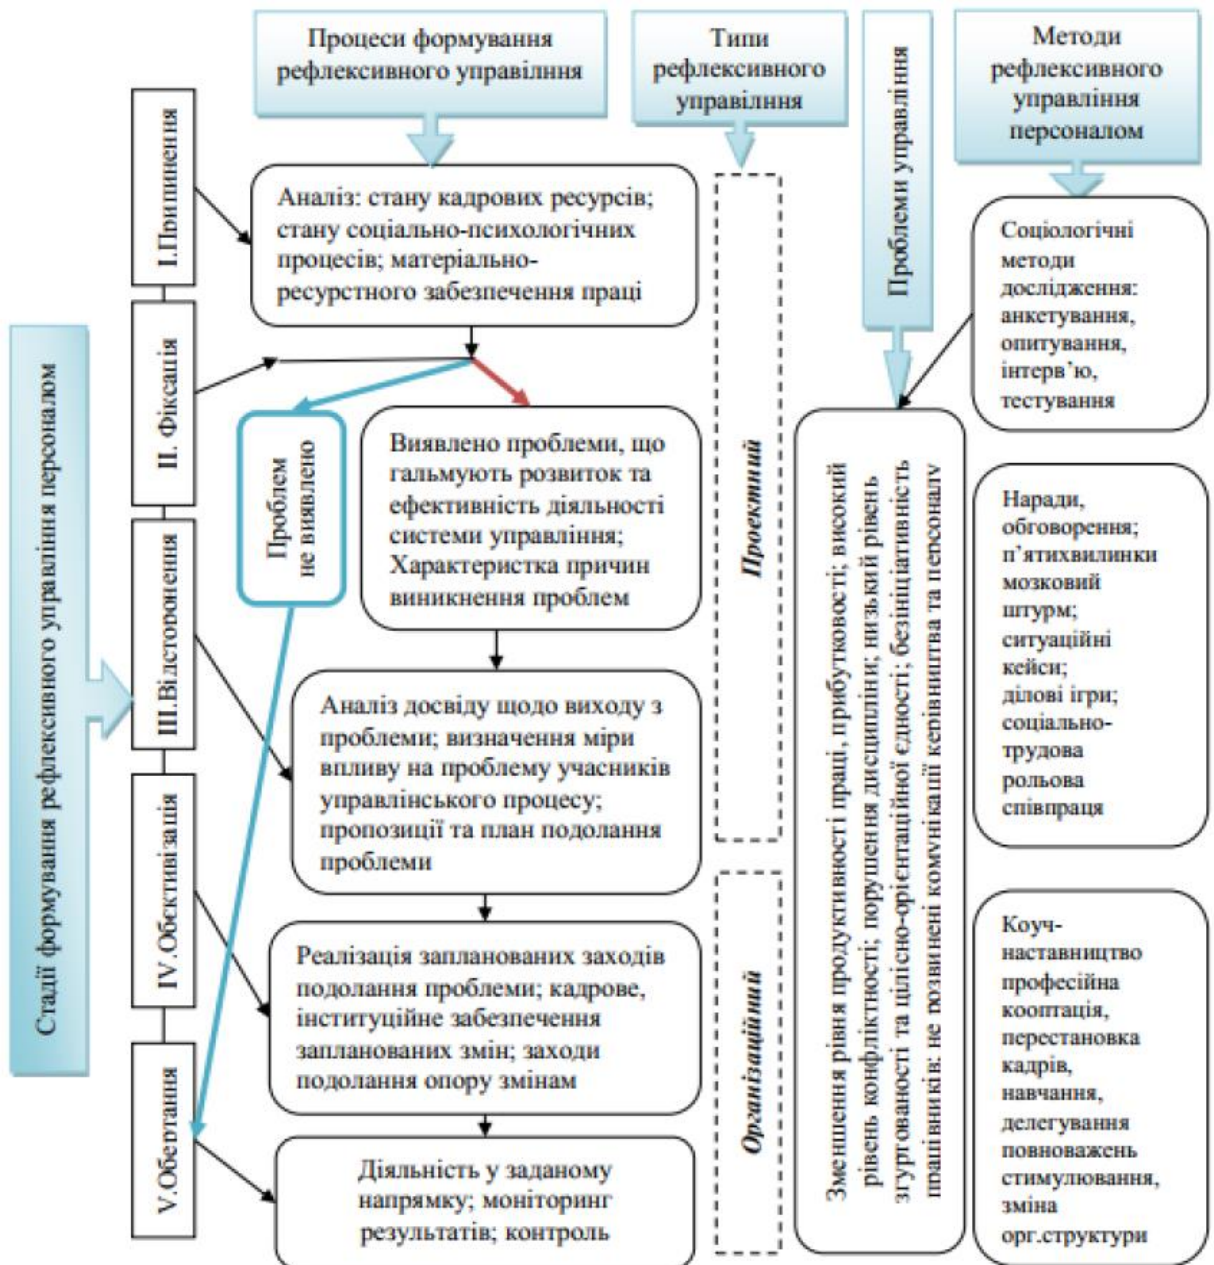 Процеси формування
рефлексивного управілння
Типи
рефлексивного
управілння
Проблеми управління
Методи
рефлексивного
управління
персоналом
Стадії формування рефлексивного управління персоналом
І.Припинення
ІІ. Фіксація
ІІІ.Відсторонення
ІV.Обєктивізація
V.Обертання
Аналіз: стану кадрових ресурсів;
стану соціально-психологічних
процесів; матеріально-
ресурстного забезпечення праці
Проблем
не виявлено
Виявлено проблеми, що
гальмують розвиток та
ефективність діяльності
системи управління;
Характеристка причин
виникнення проблем
Аналіз досвіду щодо виходу з
проблеми; визначення міри
впливу на проблему учасників
управлінського процесу;
пропозиції та план подолання
проблеми
Реалізація запланованих заходів
подолання проблеми; кадрове,
інституційне забезпечення
запланованих змін; заходи
подолання опору змінам
Діяльність у заданому
напрямку; моніторинг
результатів; контроль
Проектний
Організаційний
Зменшення рівня продуктивності праці, прибутковості; високий
рівень конфліктності; порушення дисципліни; низький рівень
згуртованості та цілісно-орієнтаційної єдності; безініціативність
працівників: не розвинені комунікації керівництва та персоналу
Соціологічні
методи
дослідження:
анкетування,
опитування,
інтерв’ю,
тестування
Наради,
обговорення;
п’ятихвилинки
мозковий
штурм;
ситуаційні
кейси;
ділові ігри;
соціально-
трудова
рольова
співпраця
Коуч-
наставництво
професійна
кооптація,
перестановка
кадрів,
навчання,
делегування
повноважень
стимулювання,
зміна
орг.структури